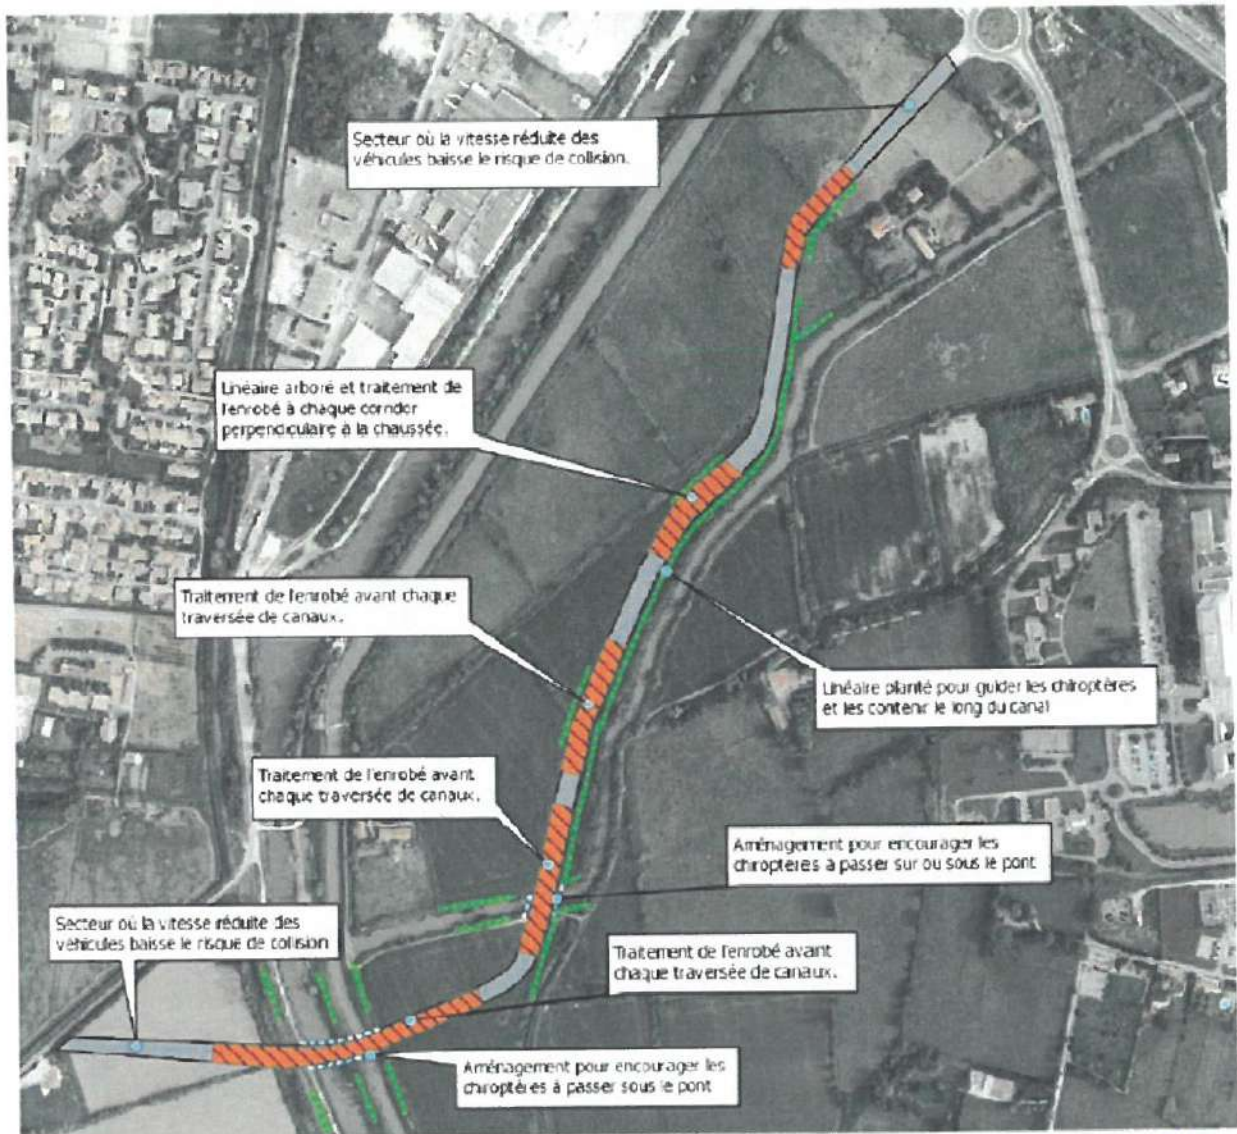 Secteur où la vitesse réduite des
véhicules baisse le risque de collision.
Linéaire arboré et traitement de
l'enrobé à chaque corridor
perpendiculaire à la chaussée.
Traitement de l'enrobé avant chaque
traversée de canaux.
Linéaire planté pour guider les chiroptères
et les contenir le long du canal
Traitement de l'enrobé avant
chaque traversée de canaux.
Aménagement pour encourager les
chiroptères à passer sur ou sous le pont
Secteur où la vitesse réduite des
véhicules baisse le risque de collision
Traitement de l'enrobé avant
chaque traversée de canaux.
Aménagement pour encourager les
chiroptères à passer sous le pont